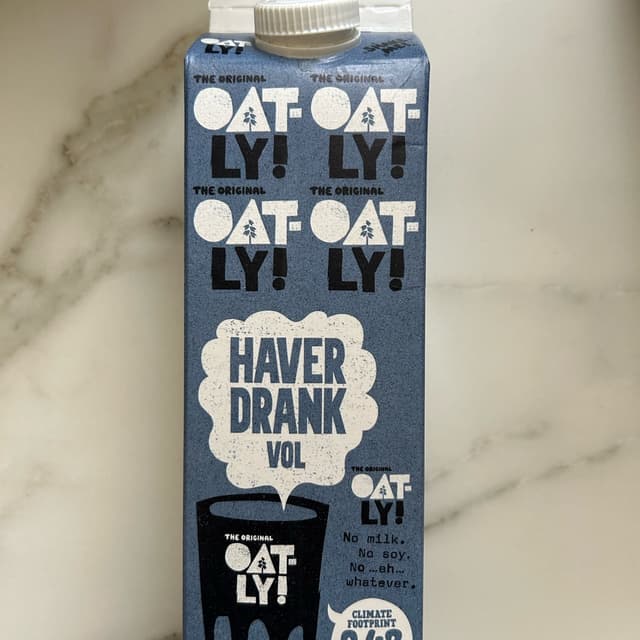 OAT-
LY!
THE ORIGINAL
OAT-
LY!
THE ORIGINAL
OAT-
LY!
THE ORIGINAL
OAT-
LY!
THE ORIGINAL
OAT-
LY!
HAVER
DRANK
VOL
THE ORIGINAL
OAT-
LY!
No milk.
No soy.
No ...eh...
whatever.
THE ORIGINAL
OAT-
LY!
CLIMATE
FOOTPRINT